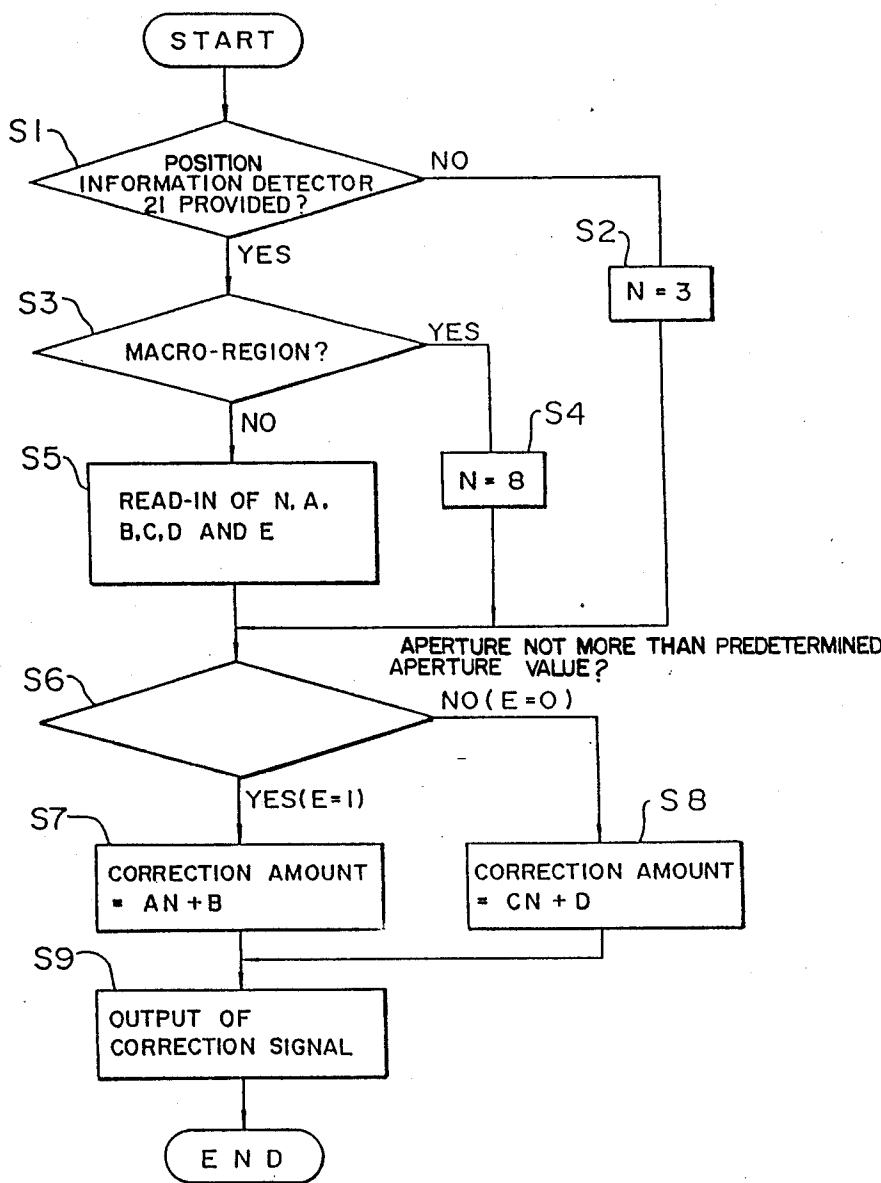 START
S1
POSITION
INFORMATION DETECTOR
21 PROVIDED?
NO
YES
S2
N = 3
S3
MACRO-REGION?
YES
NO
S4
N = 8
S5
READ-IN OF N, A.
B,C,D AND E
APERTURE NOT MORE THAN PREDETERMINED
APERTURE VALUE?
S6
NO(E=0)
YES(E=1)
S7
CORRECTION AMOUNT
= AN + B
S8
CORRECTION AMOUNT
= CN + D
S9
OUTPUT OF
CORRECTION SIGNAL
END